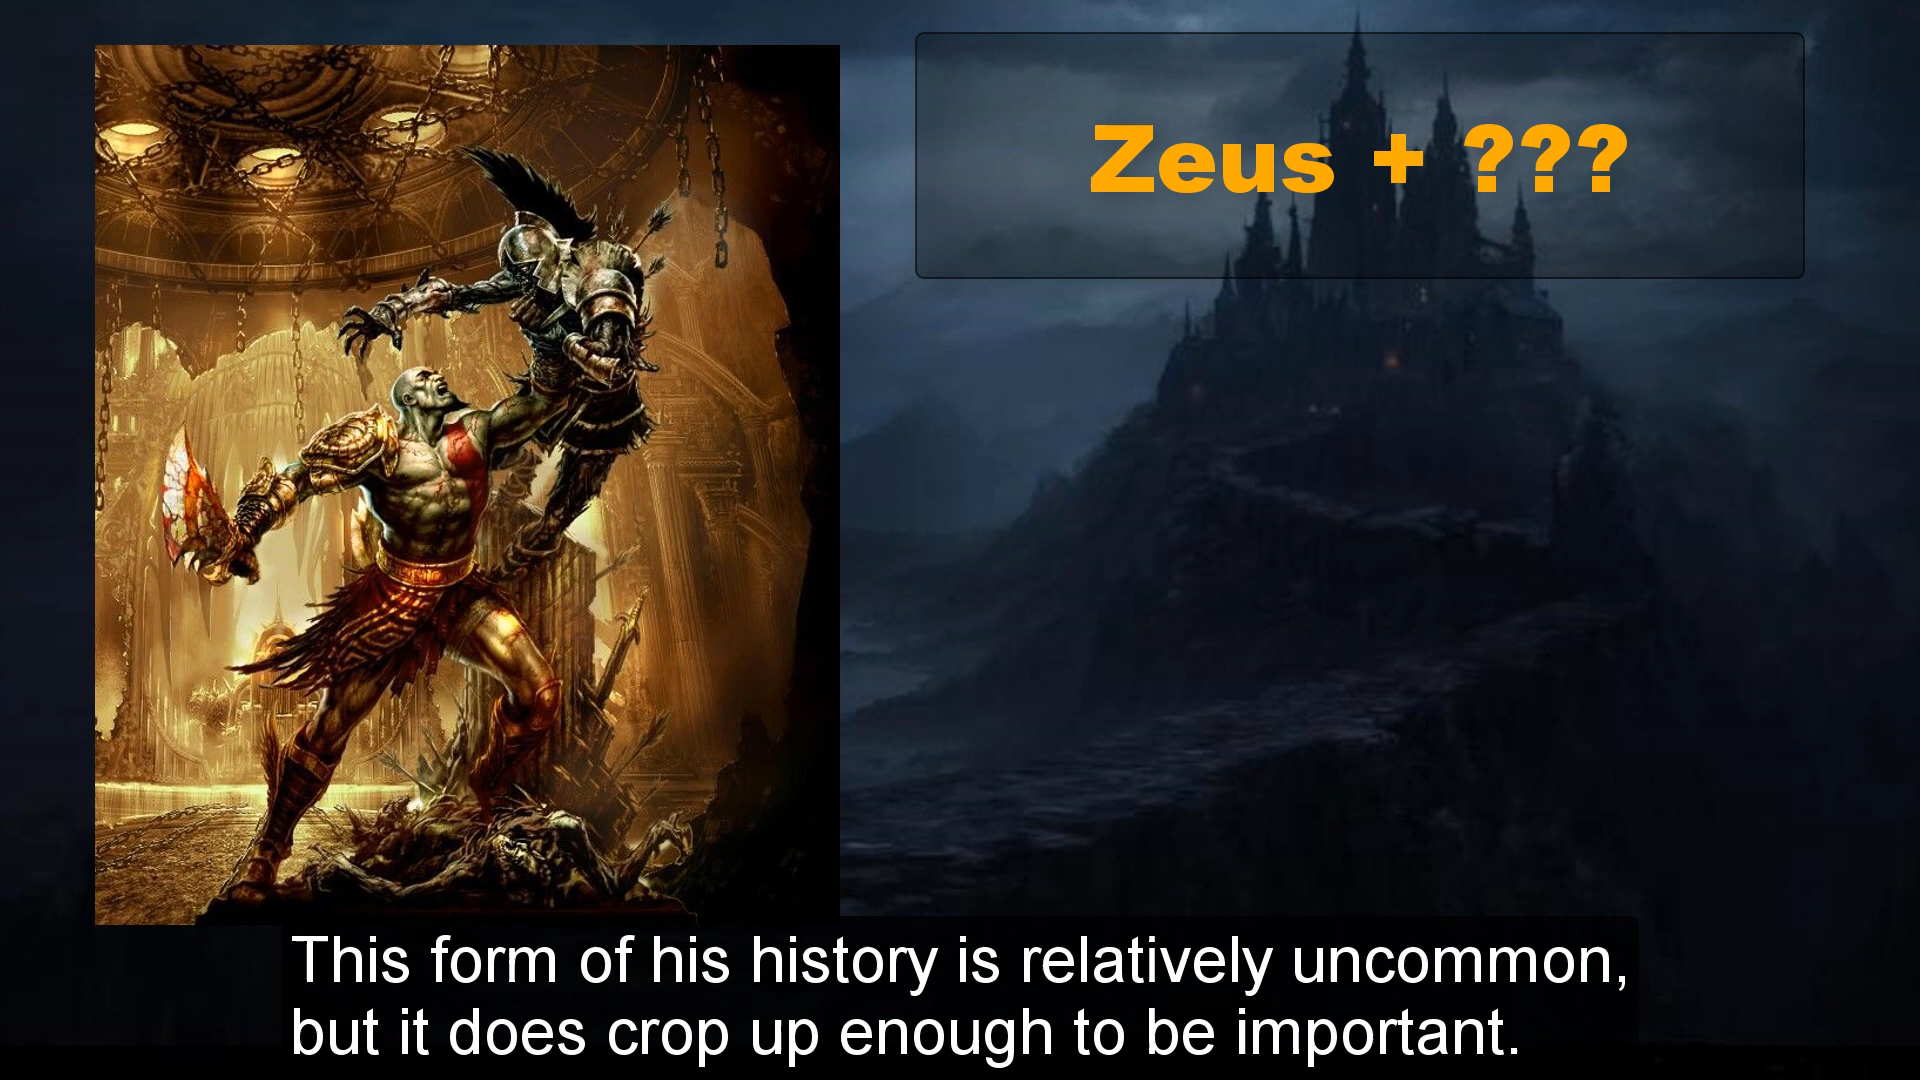 Zeus + ???
This form of his history is relatively uncommon,
but it does crop up enough to be important.